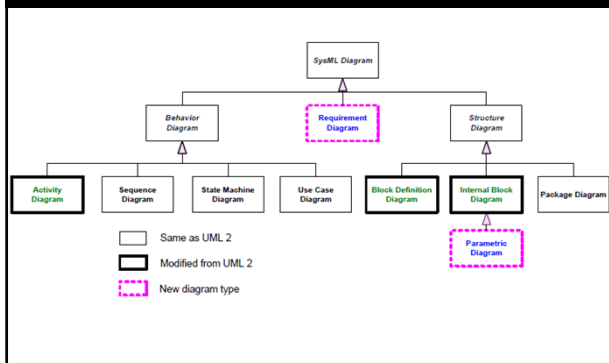 SysML Diagram
Behavior
Diagram
Requirement
Diagram
Structure
Diagram
Activity
Diagram
Sequence
Diagram
State Machine
Diagram
Use Case
Diagram
Block Definition
Diagram
Internal Block
Diagram
Package Diagram
Same as UML 2
Parametric
Diagram
Modified from UML 2
New diagram type